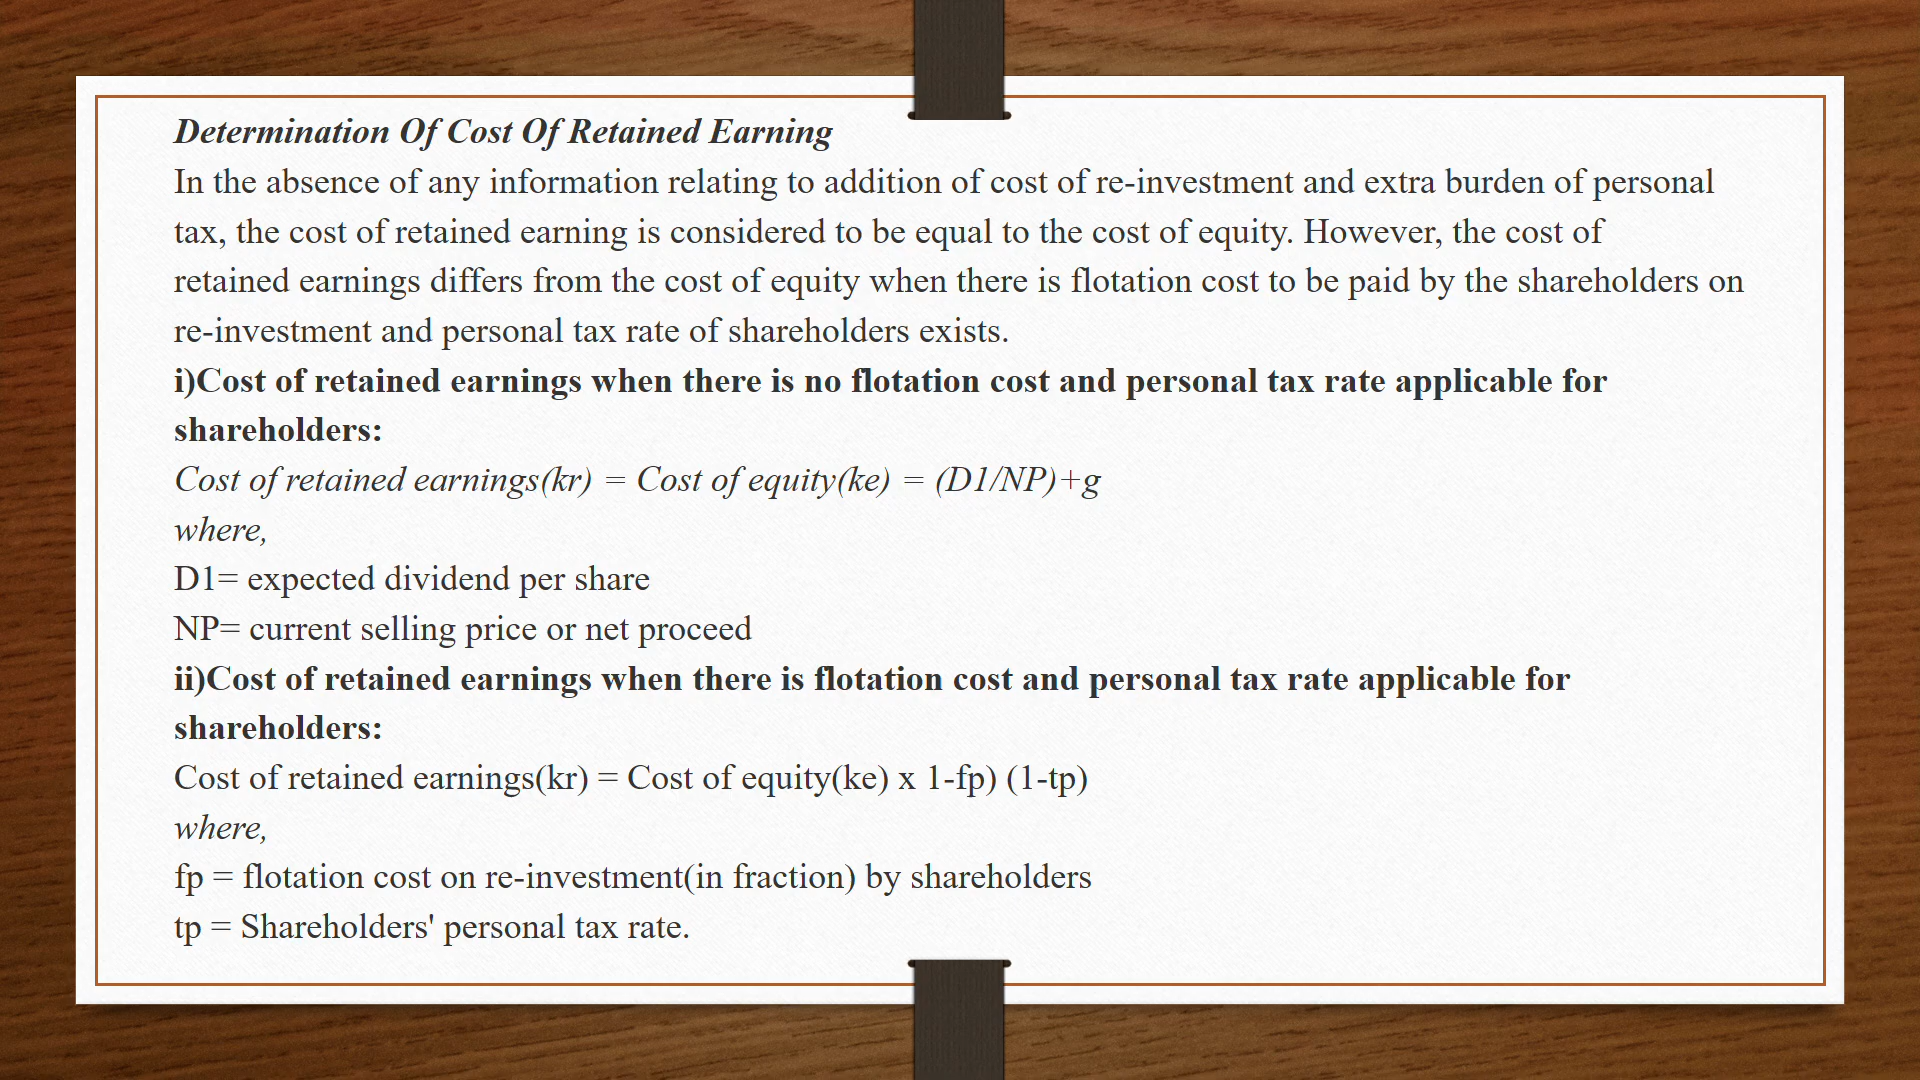 Determination Of Cost Of Retained Earning
In the absence of any information relating to addition of cost of re-investment and extra burden of personal
tax, the cost of retained earning is considered to be equal to the cost of equity. However, the cost of
retained earnings differs from the cost of equity when there is flotation cost to be paid by the shareholders on
re-investment and personal tax rate of shareholders exists.
i)Cost of retained earnings when there is no flotation cost and personal tax rate applicable for
shareholders:
Cost of retained earnings(kr) = Cost of equity(ke) = (D1/NP)+g
where,
D1= expected dividend per share
NP= current selling price or net proceed
ii)Cost of retained earnings when there is flotation cost and personal tax rate applicable for
shareholders:
Cost of retained earnings(kr) = Cost of equity(ke) x 1-fp) (1-tp)
where,
fp = flotation cost on re-investment(in fraction) by shareholders
tp = Shareholders' personal tax rate.